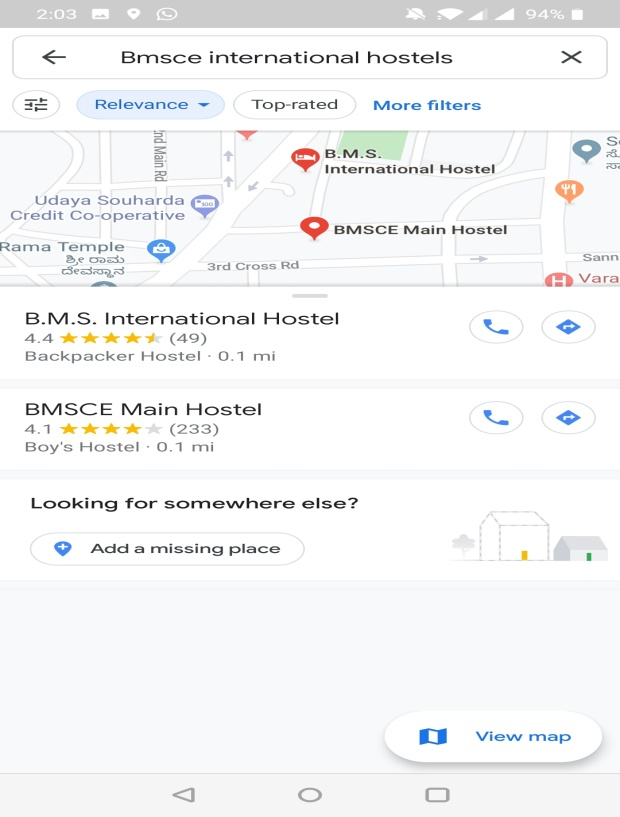 2:03
94%
Bmsce international hostels
Relevance
Top-rated
More filters
2nd Main Rd
B.M.S.
International Hostel
Udaya Souharda
Credit Co-operative
BMSCE Main Hostel
Rama Temple
ಶ್ರೀ ರಾಮ
ದೇವಸ್ಥಾನ
3rd Cross Rd
Sann
H
Vara
B.M.S. International Hostel
4.4 (49)
Backpacker Hostel · 0.1 mi
BMSCE Main Hostel
4.1 (233)
Boy's Hostel · 0.1 mi
Looking for somewhere else?
Add a missing place
View map